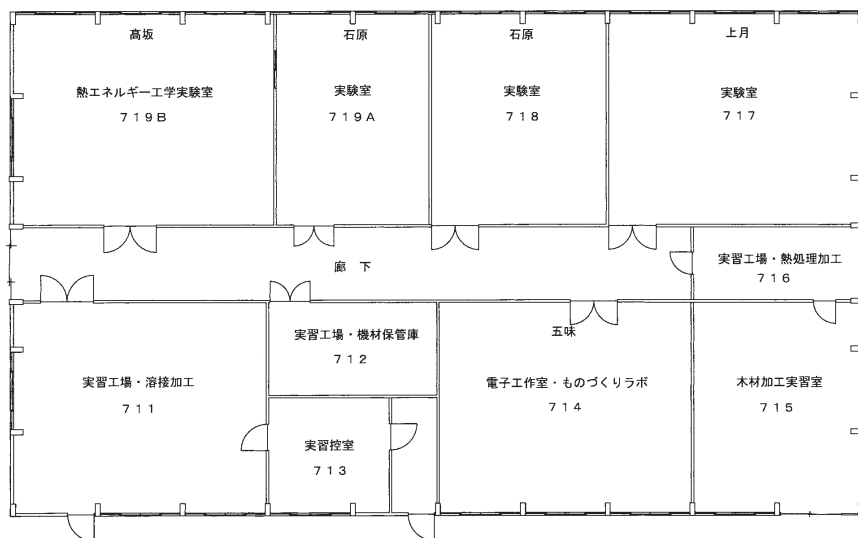 髙坂
熱エネルギー工学実験室
７１９Ｂ
石原
実験室
７１９Ａ
石原
実験室
７１８
上月
実験室
７１７
廊　下
実習工場・熱処理加工
７１６
実習工場・溶接加工
７１１
実習工場・機材保管庫
７１２
実習控室
７１３
五味
電子工作室・ものづくりラボ
７１４
木材加工実習室
７１５